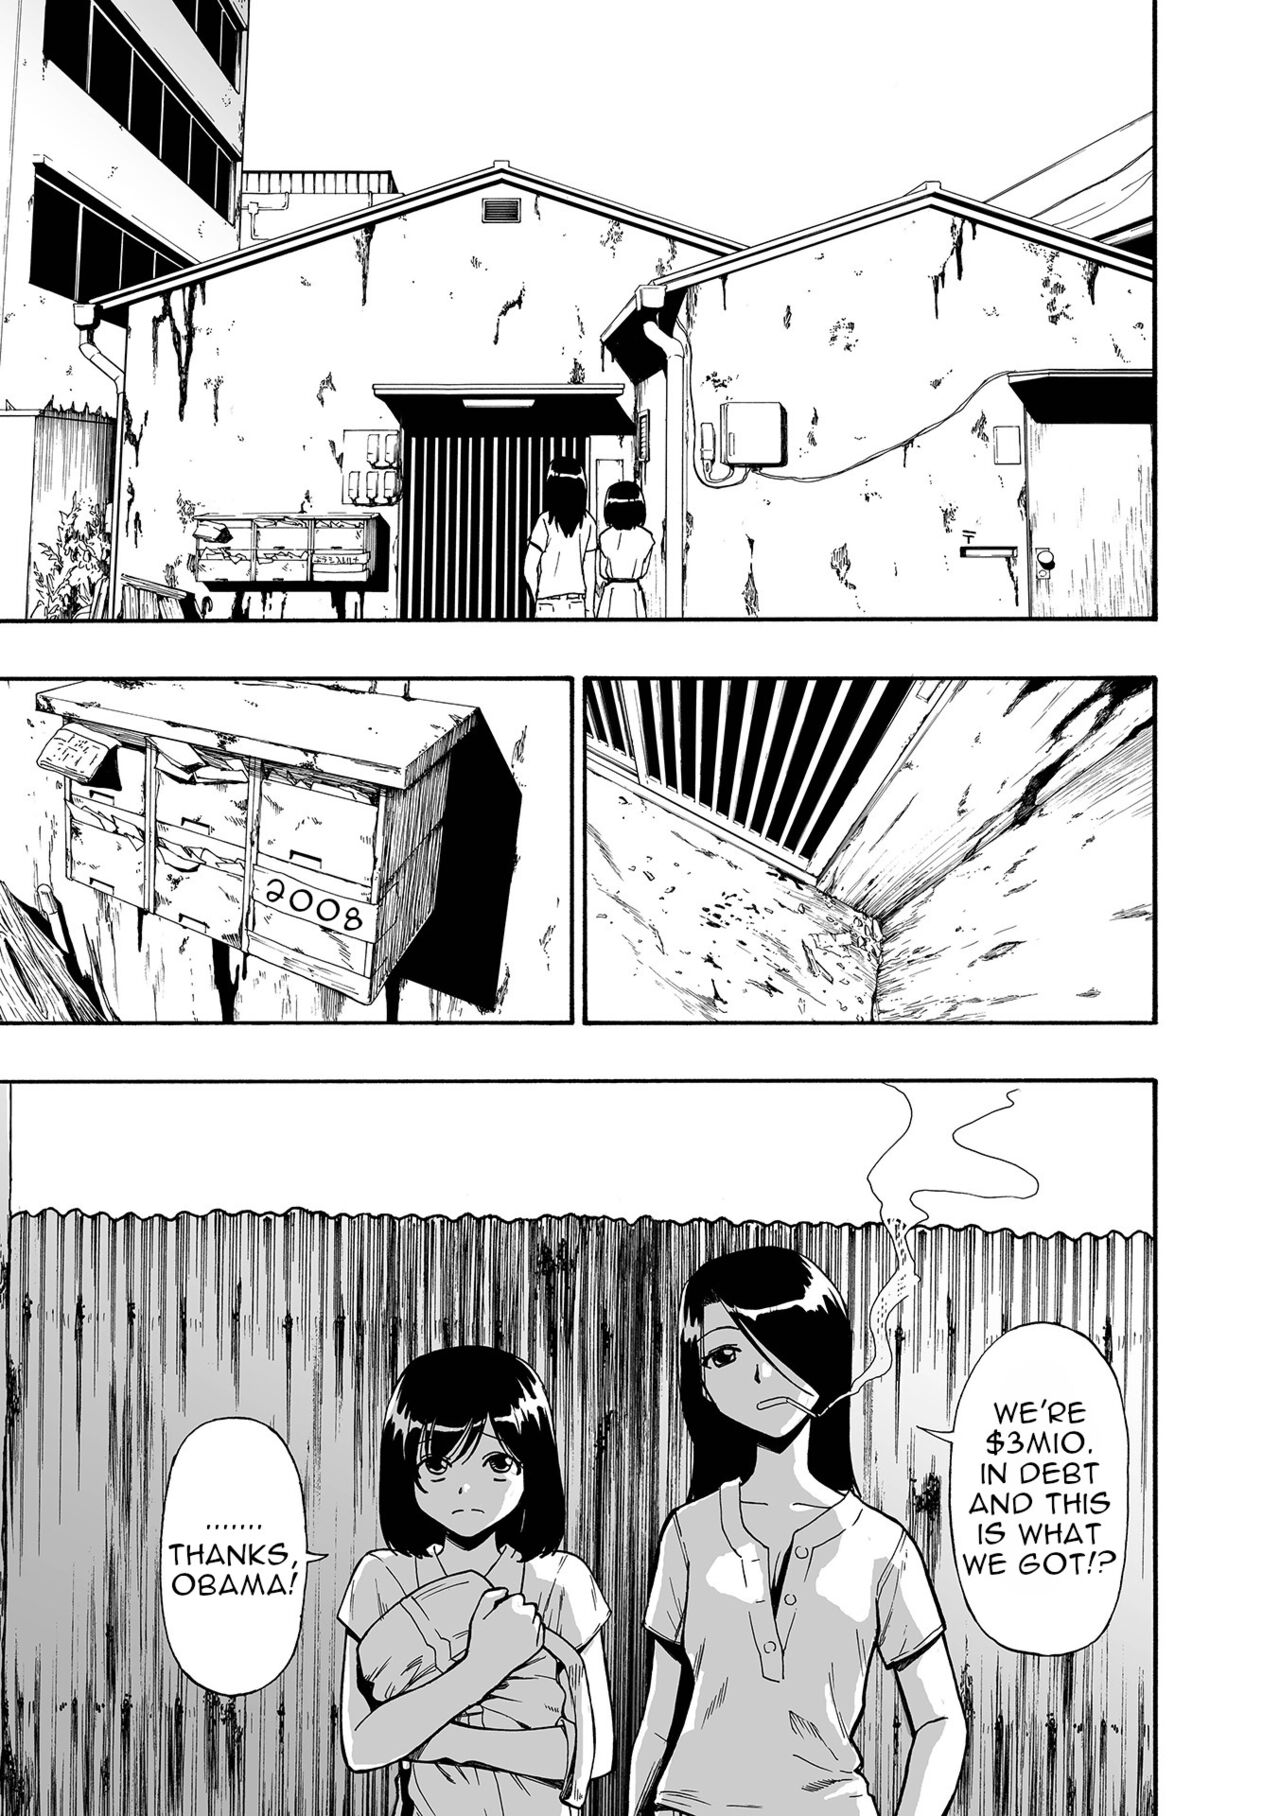 2008
WE'RE
$3MIO.
IN DEBT
AND THIS
IS WHAT
WE GOT!?
.......
THANKS,
OBAMA!